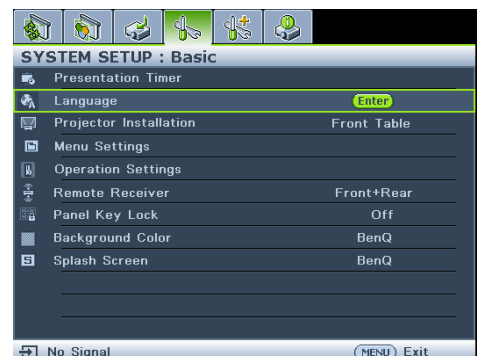 SYSTEM SETUP : Basic
Presentation Timer
Language Enter
Projector Installation Front Table
Menu Settings
Operation Settings
Remote Receiver Front+Rear
Panel Key Lock Off
Background Color BenQ
Splash Screen BenQ
No Signal MENU Exit